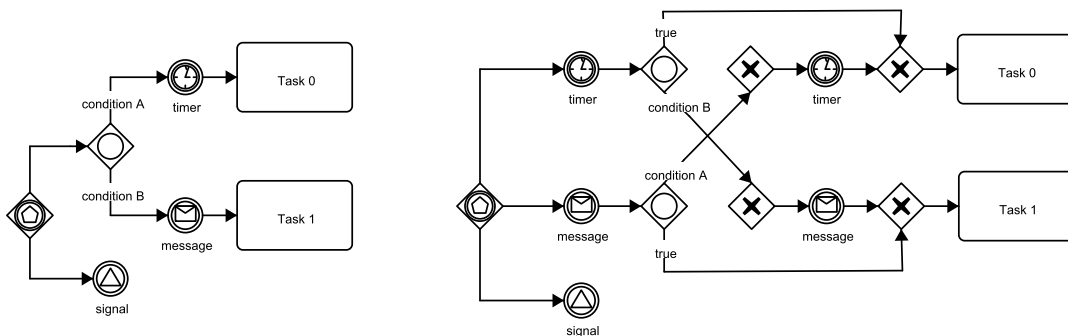 condition A
timer
Task 0
condition B
message
Task 1
signal
true
timer
timer
Task 0
condition B
condition A
message
message
Task 1
true
signal